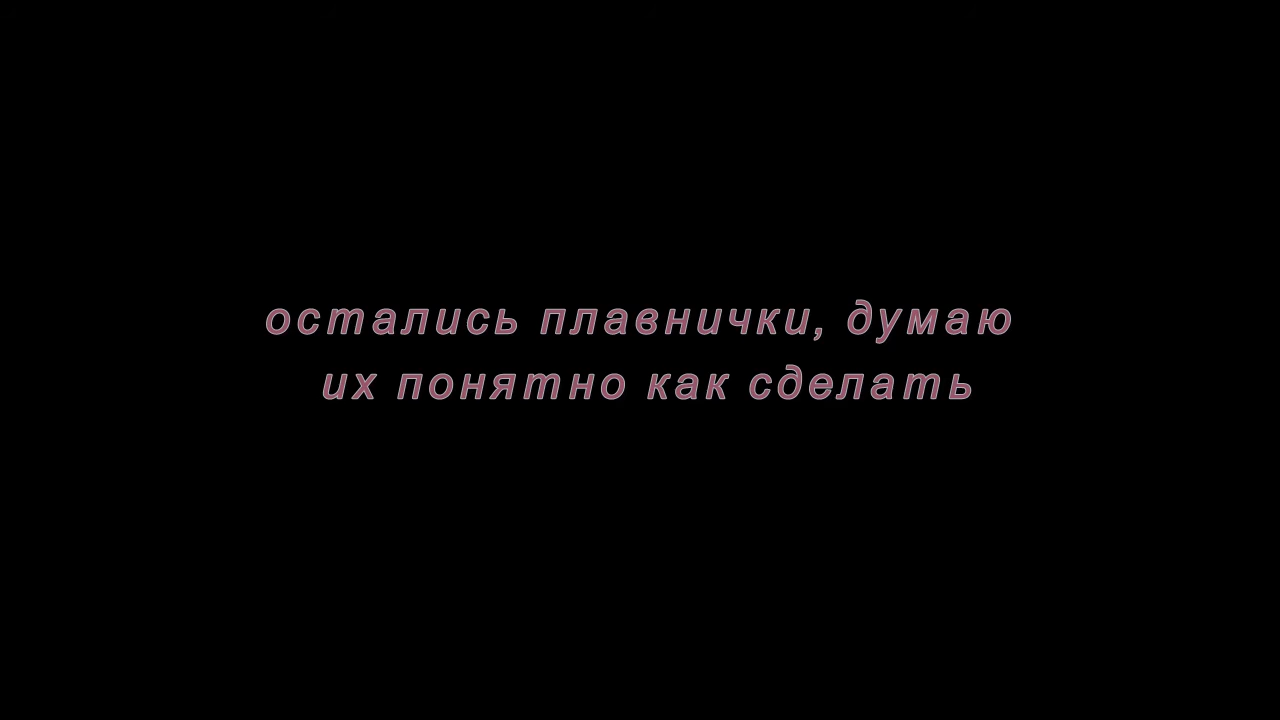 остались плавнички, думаю
их понятно как сделать